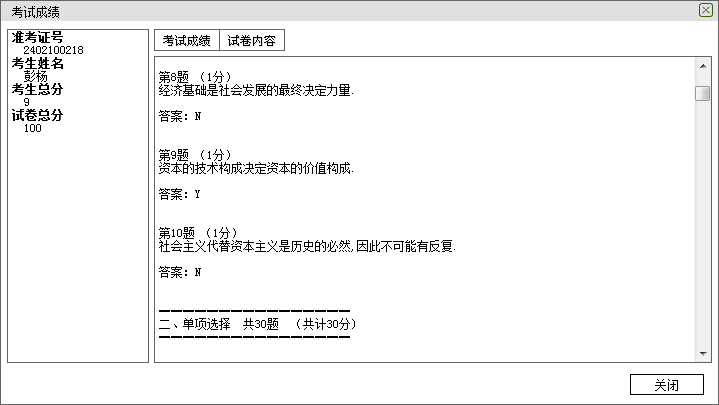 考试成绩
准考证号
2402100218
考生姓名
彭杨
考生总分
9
试卷总分
100
考试成绩 试卷内容
第8题 （1分）
经济基础是社会发展的最终决定力量.
答案: N
第9题 （1分）
资本的技术构成决定资本的价值构成.
答案: Y
第10题 （1分）
社会主义代替资本主义是历史的必然,因此不可能有反复.
答案: N
二、单项选择 共30题 （共计30分）
关闭